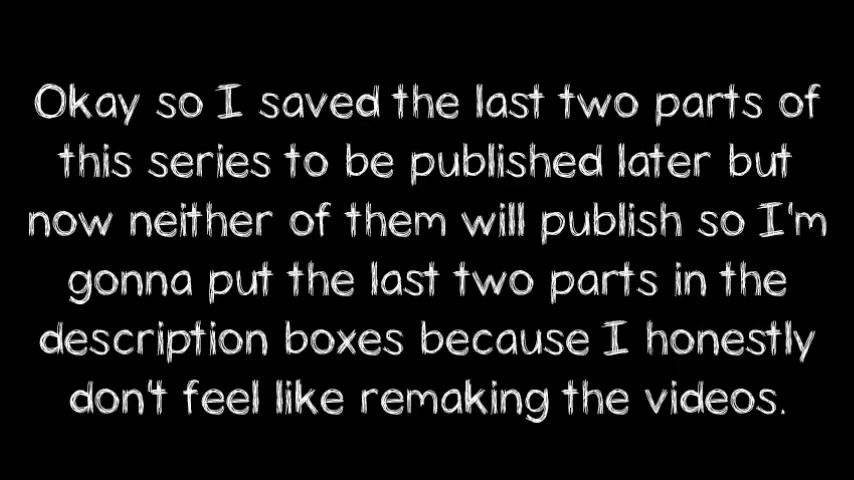 Okay so I saved the last two parts of
this series to be published later but
now neither of them will publish so I'm
gonna put the last two parts in the
description boxes because I honestly
don't feel like remaking the videos.